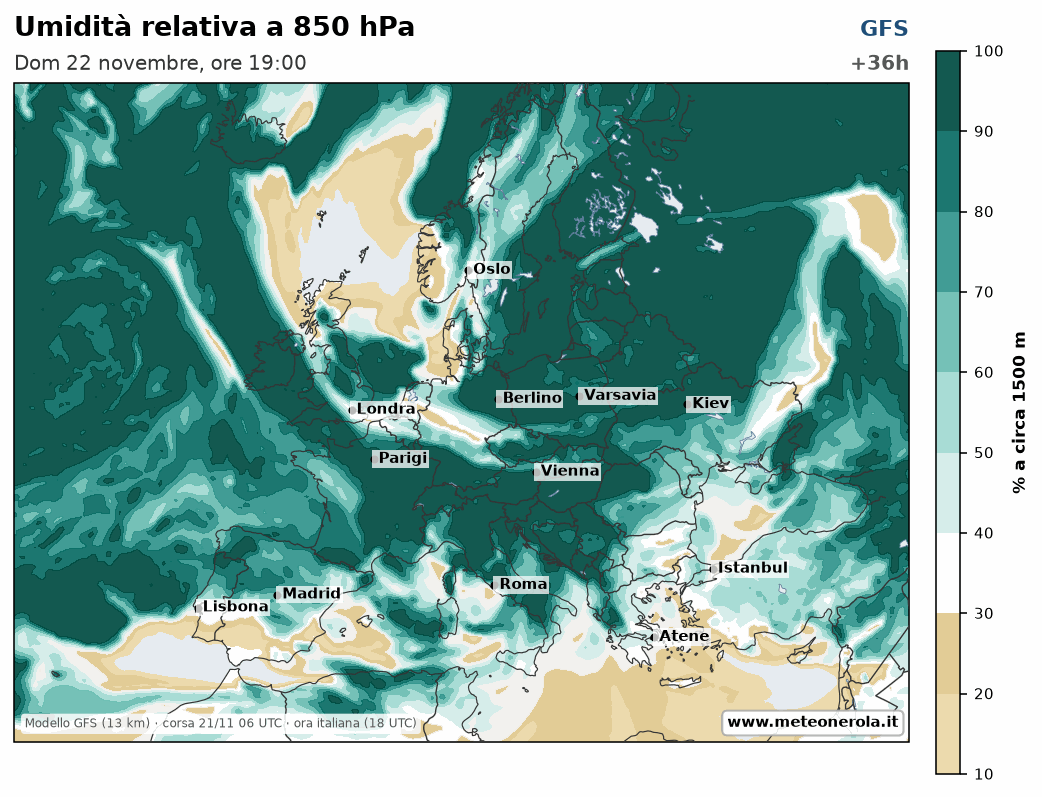 Umidità relativa a 850 hPa
GFS
Dom 22 novembre, ore 19:00
+36h
100
90
80
70
60
50
40
30
20
10
% a circa 1500 m
Oslo
Berlino
Varsavia
Kiev
Londra
Parigi
Vienna
Istanbul
Roma
Madrid
Lisbona
Atene
Modello GFS (13 km) · corsa 21/11 06 UTC · ora italiana (18 UTC)
www.meteonerola.it